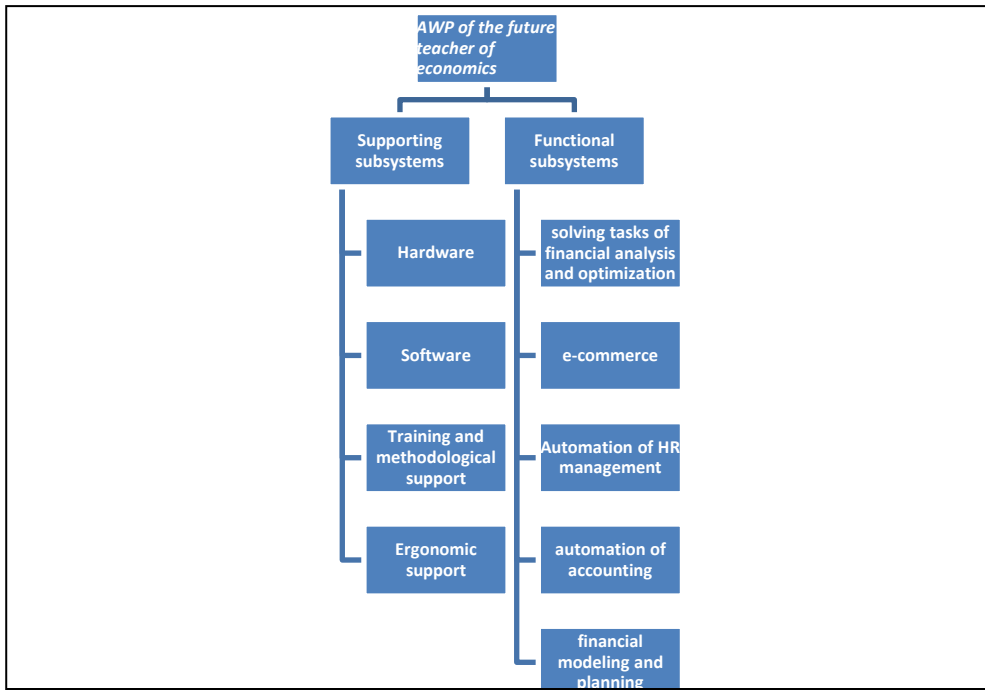 AWP of the future
teacher of
economics
Supporting
subsystems
Functional
subsystems
Hardware
solving tasks of
financial analysis
and optimization
Software
e-commerce
Training and
methodological
support
Automation of HR
management
Ergonomic
support
automation of
accounting
financial
modeling and
planning